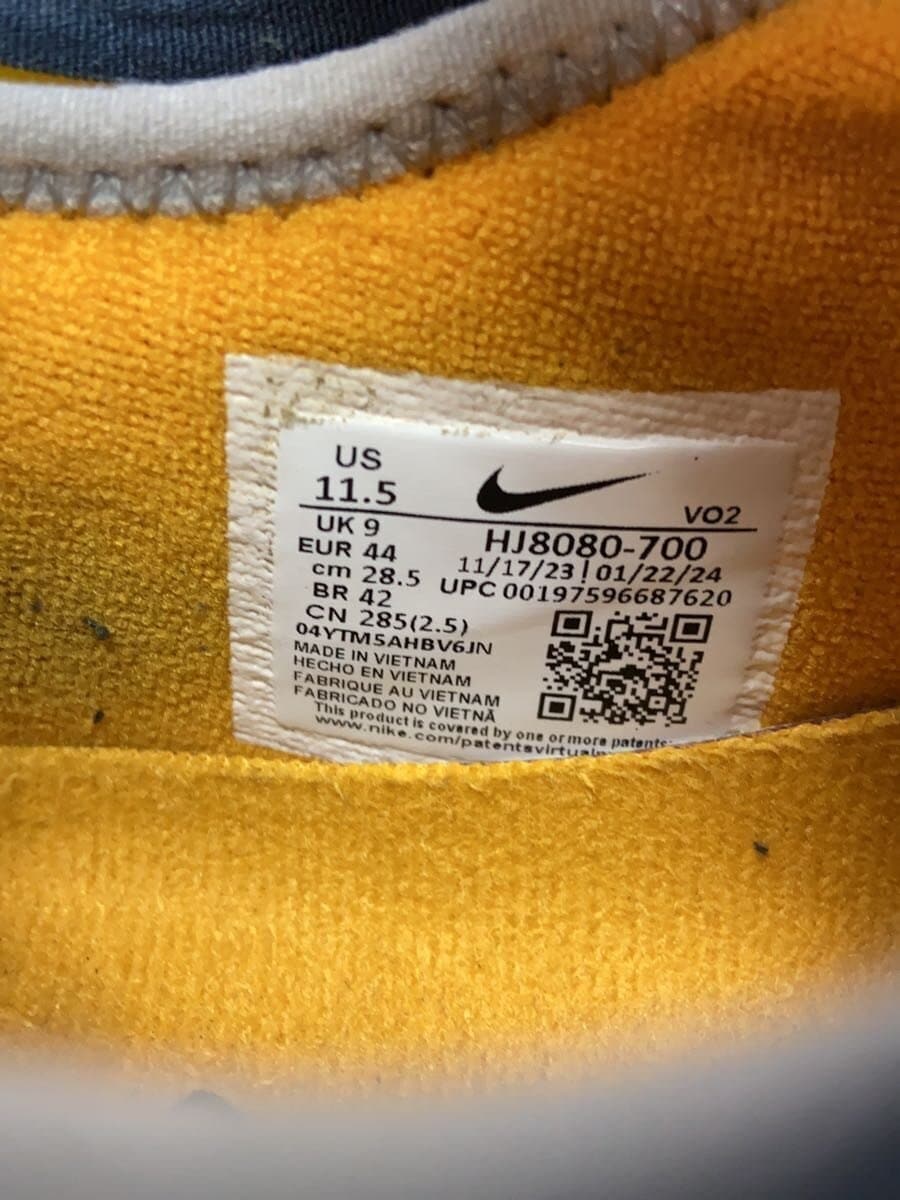 US
11.5
VO2
UK 9
HJ8080-700
EUR 44
11/17/23 | 01/22/24
cm 28.5
UPC 00197596687620
BR 42
CN 285(2.5)
04YTM5AHBV6JN
MADE IN VIETNAM
HECHO EN VIETNAM
FABRIQUE AU VIETNAM
FABRICADO NO VIETNÃ
This product is covered by one or more patents:
www.nike.com/patents